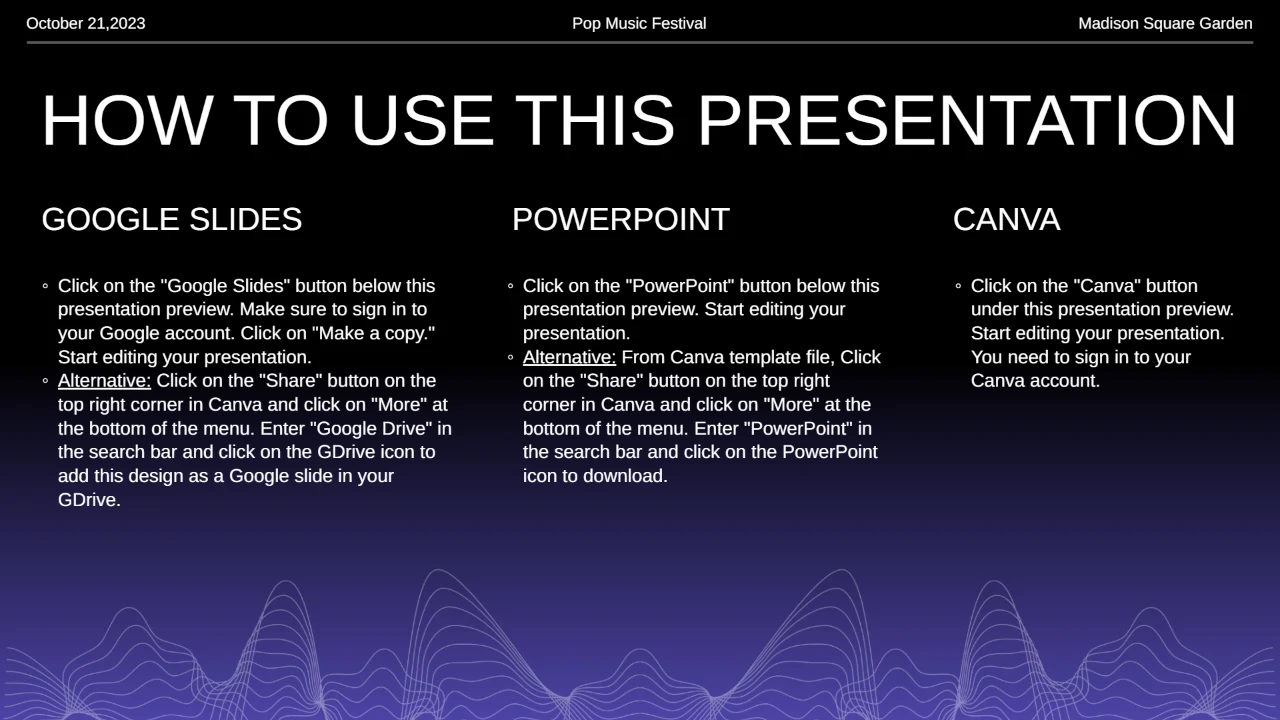 October 21,2023
Pop Music Festival
Madison Square Garden
HOW TO USE THIS PRESENTATION
GOOGLE SLIDES
◦ Click on the "Google Slides" button below this
presentation preview. Make sure to sign in to
your Google account. Click on "Make a copy."
Start editing your presentation.
◦ Alternative: Click on the "Share" button on the
top right corner in Canva and click on "More" at
the bottom of the menu. Enter "Google Drive" in
the search bar and click on the GDrive icon to
add this design as a Google slide in your
GDrive.
POWERPOINT
◦ Click on the "PowerPoint" button below this
presentation preview. Start editing your
presentation.
◦ Alternative: From Canva template file, Click
on the "Share" button on the top right
corner in Canva and click on "More" at the
bottom of the menu. Enter "PowerPoint" in
the search bar and click on the PowerPoint
icon to download.
CANVA
◦ Click on the "Canva" button
under this presentation preview.
Start editing your presentation.
You need to sign in to your
Canva account.